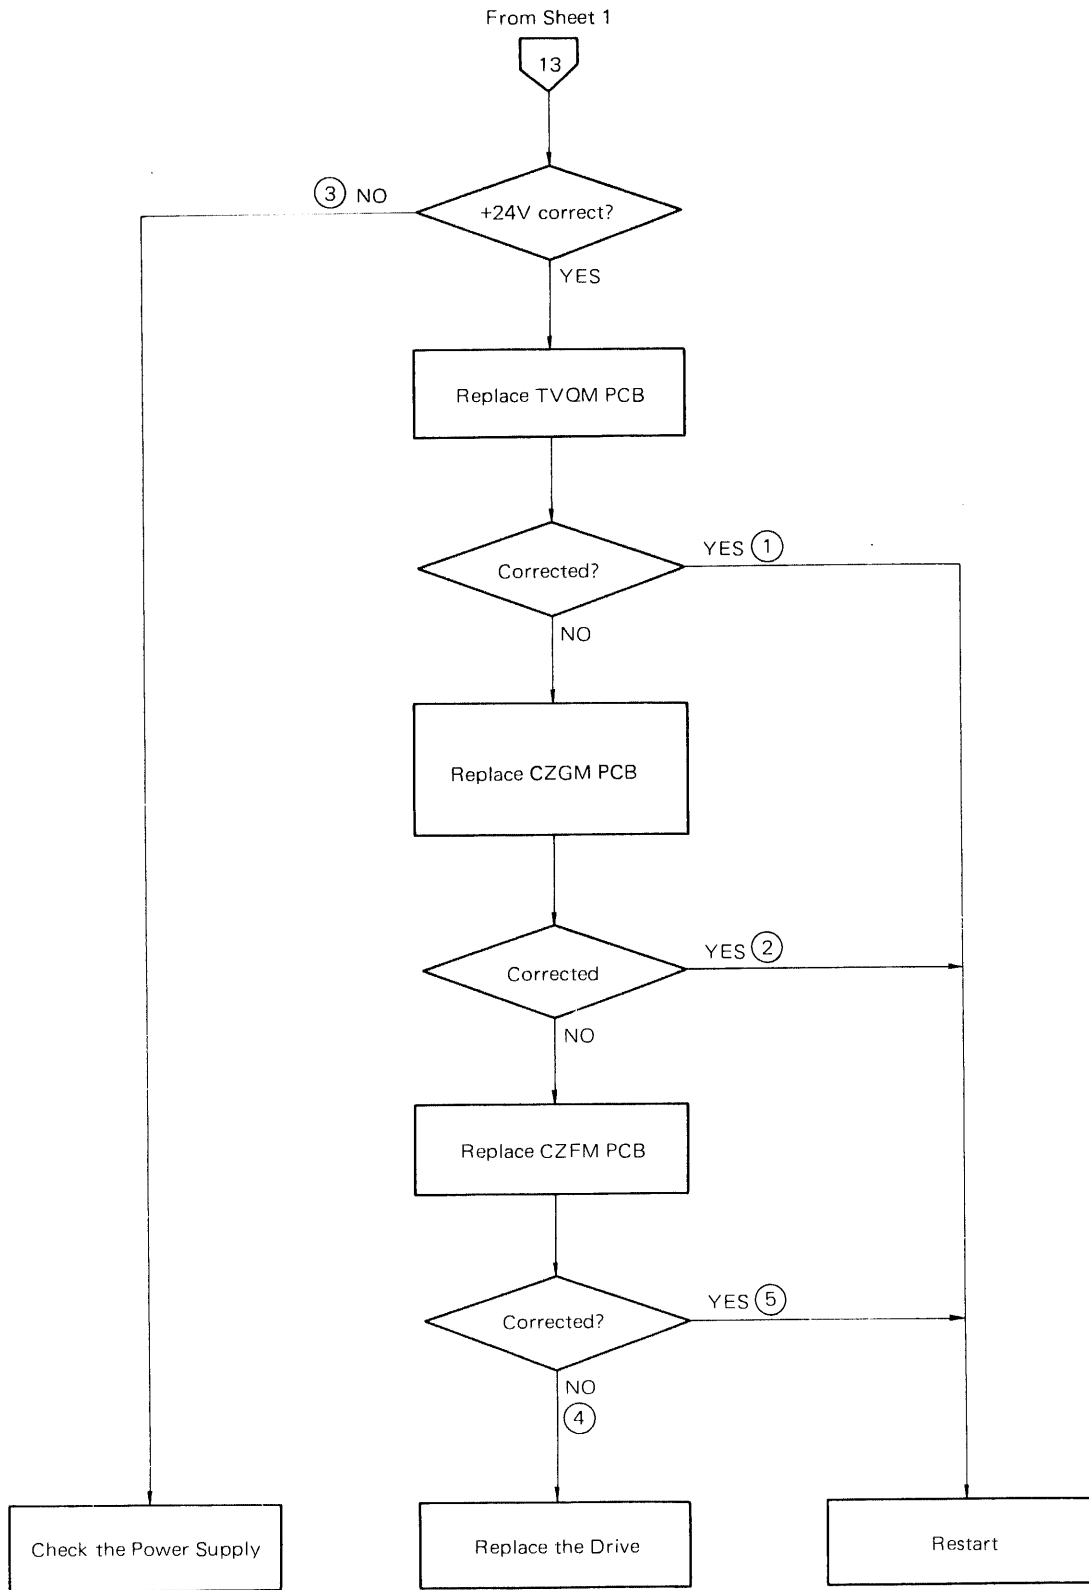 From Sheet 1
13
③ NO
+24V correct?
YES
Replace TVQM PCB
Corrected?
YES ①
NO
Replace CZGM PCB
Corrected
YES ②
NO
Replace CZFM PCB
Corrected?
YES ⑤
NO
④
Check the Power Supply
Replace the Drive
Restart